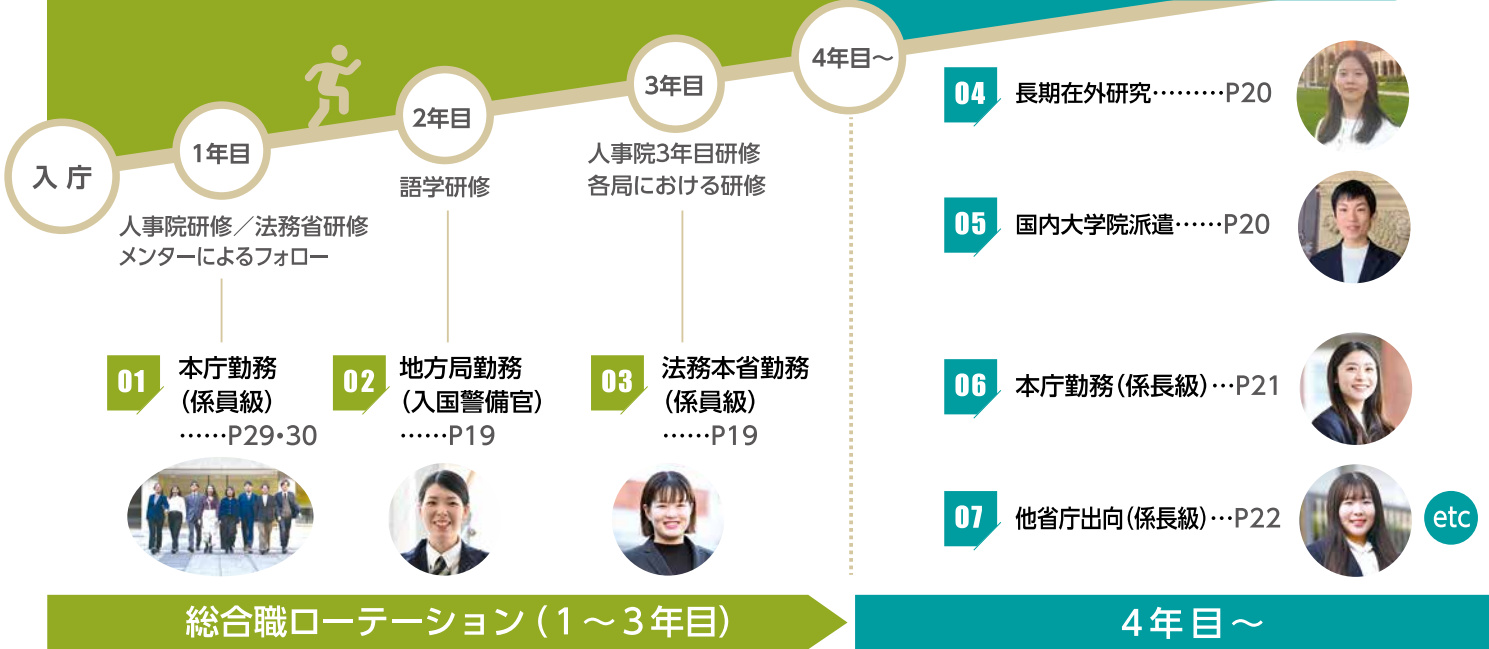 入庁
1年目
人事院研修／法務省研修
メンターによるフォロー
2年目
語学研修
3年目
人事院3年目研修
各局における研修
4年目～
01
本庁勤務
(係員級)
……P29・30
02
地方局勤務
(入国警備官)
……P19
03
法務本省勤務
(係員級)
……P19
04 長期在外研究………P20
05 国内大学院派遣……P20
06 本庁勤務(係長級)…P21
07 他省庁出向(係長級)…P22
etc
総合職ローテーション(1～3年目)
4年目～